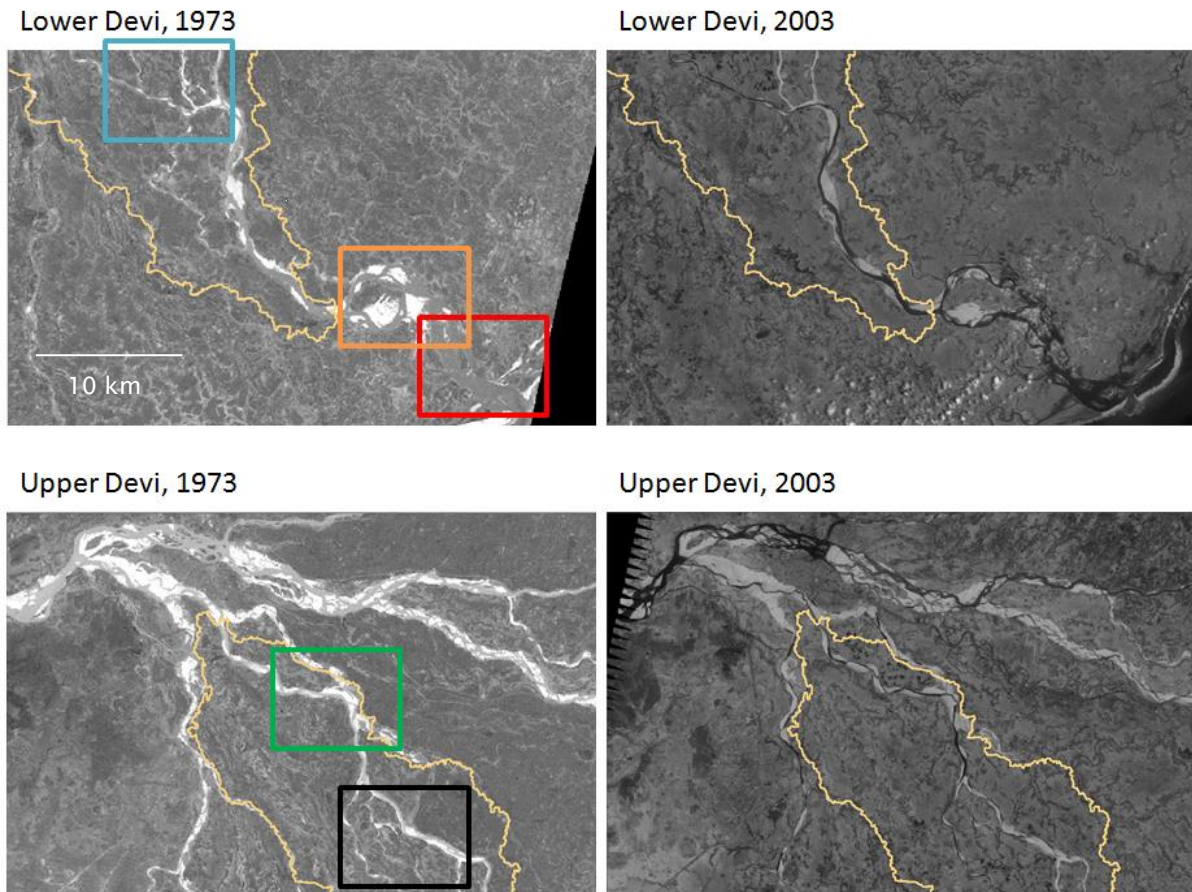 Lower Devi, 1973
Lower Devi, 2003
10 km
Upper Devi, 1973
Upper Devi, 2003